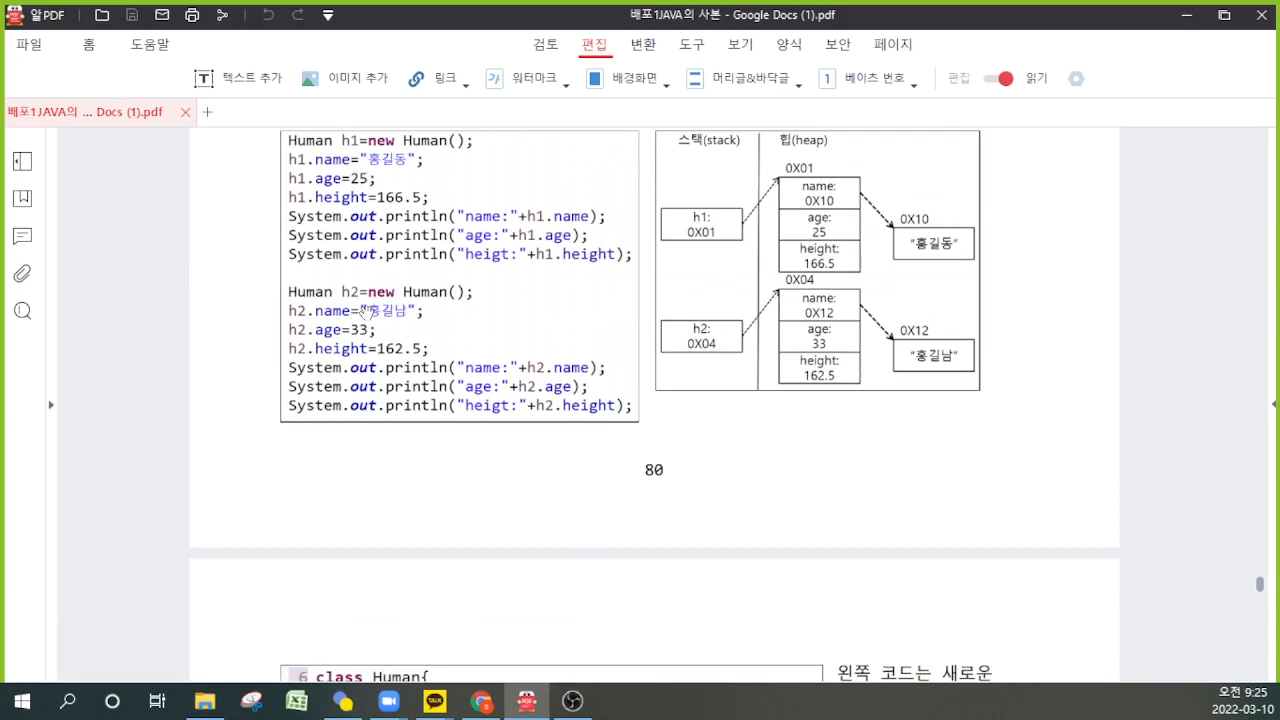 알PDF
배포1JAVA의 사본 - Google Docs (1).pdf
파일 홈 도움말 검토 편집 변환 도구 보기 양식 보안 페이지
텍스트 추가 이미지 추가 링크 가 워터마크 배경화면 머리글&바닥글 1 베이츠 번호 편집 읽기
배포1JAVA의 ... Docs (1).pdf
Human h1=new Human();
h1.name="홍길동";
h1.age=25;
h1.height=166.5;
System.out.println("name:"+h1.name);
System.out.println("age:"+h1.age);
System.out.println("heigt:"+h1.height);
Human h2=new Human();
h2.name="홍길남";
h2.age=33;
h2.height=162.5;
System.out.println("name:"+h2.name);
System.out.println("age:"+h2.age);
System.out.println("heigt:"+h2.height);
스택(stack) 힙(heap)
0X01
name:
0X10
h1:
0X01
age:
25
height:
166.5
0X10
"홍길동"
0X04
name:
0X12
h2:
0X04
age:
33
height:
162.5
0X12
"홍길남"
80
6 class Human{
왼쪽 코드는 새로운
TALK
PDF
오전 9:25
2022-03-10